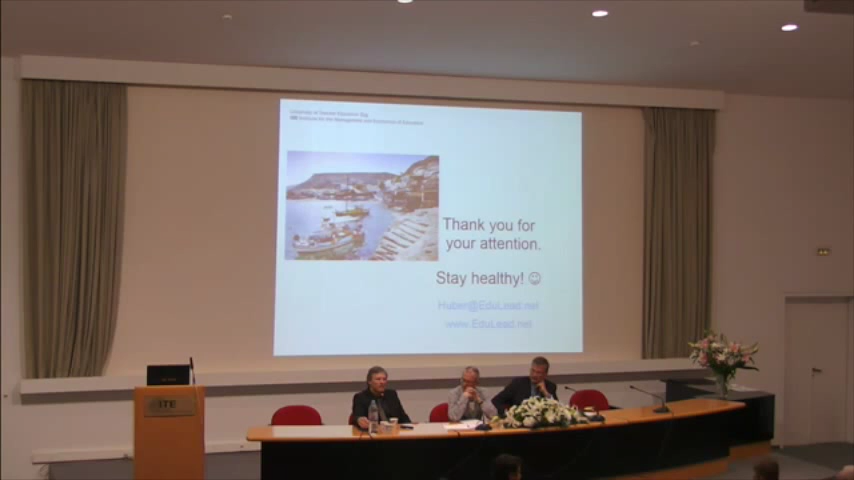 University of Teacher Education Zug
Institute for the Management and Economics of Education
Thank you for
your attention.
Stay healthy! ☺
Huber@EduLead.net
www.EduLead.net
ITE